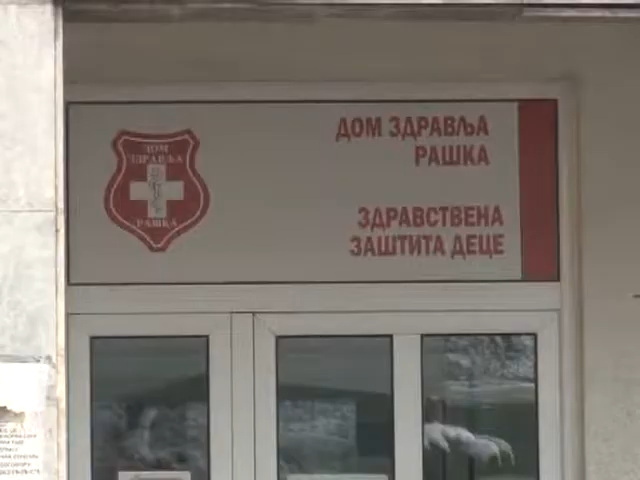 ДОМ ЗДРАВЉА
РАШКА
ЗДРАВСТВЕНА
ЗАШТИТА ДЕЦЕ
ДОМ
ЗДРАВЉА
РАШКА